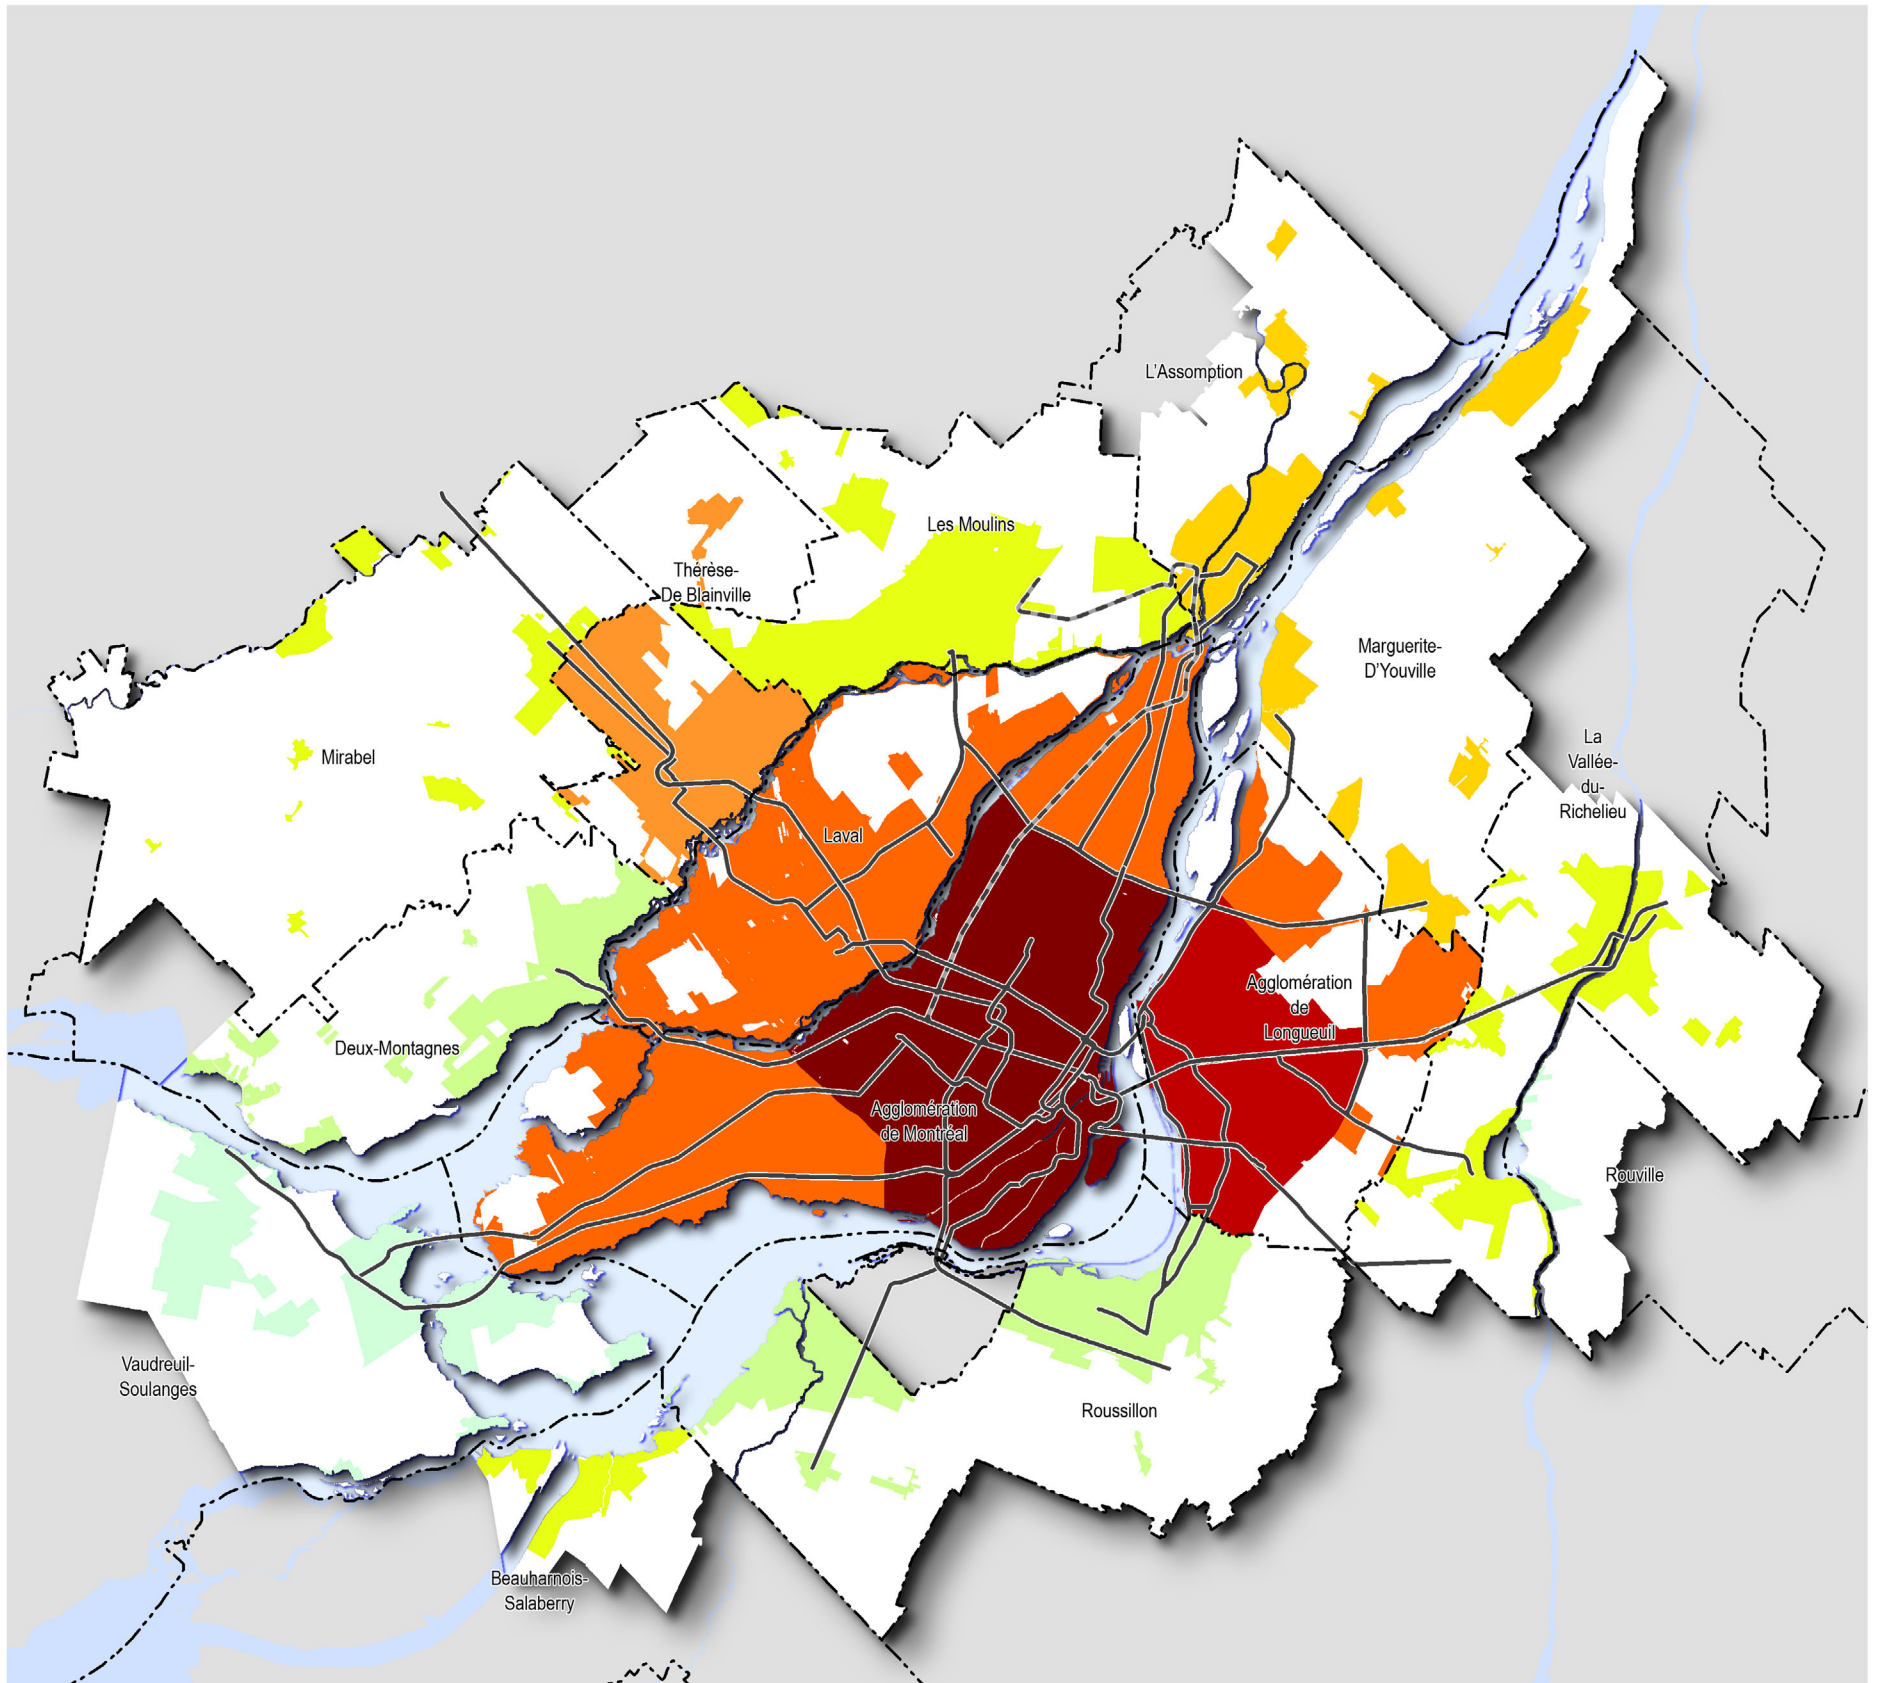 L'Assomption
Les Moulins
Thérèse-
De Blainville
Marguerite-
D'Youville
Mirabel
La
Vallée-
du-
Richelieu
Laval
Agglomération
de
Longueuil
Deux-Montagnes
Agglomération
de Montréal
Rouville
Vaudreuil-
Soulanges
Roussillon
Beauharnois-
Salaberry